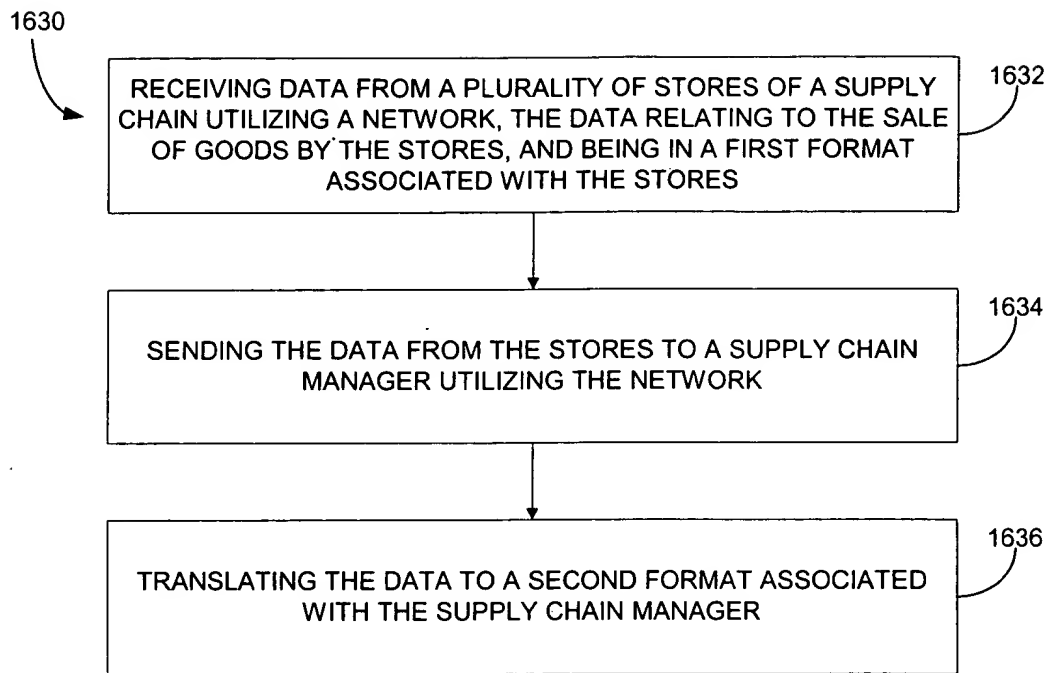 1630
RECEIVING DATA FROM A PLURALITY OF STORES OF A SUPPLY
CHAIN UTILIZING A NETWORK, THE DATA RELATING TO THE SALE
OF GOODS BY THE STORES, AND BEING IN A FIRST FORMAT
ASSOCIATED WITH THE STORES
1632
SENDING THE DATA FROM THE STORES TO A SUPPLY CHAIN
MANAGER UTILIZING THE NETWORK
1634
TRANSLATING THE DATA TO A SECOND FORMAT ASSOCIATED
WITH THE SUPPLY CHAIN MANAGER
1636